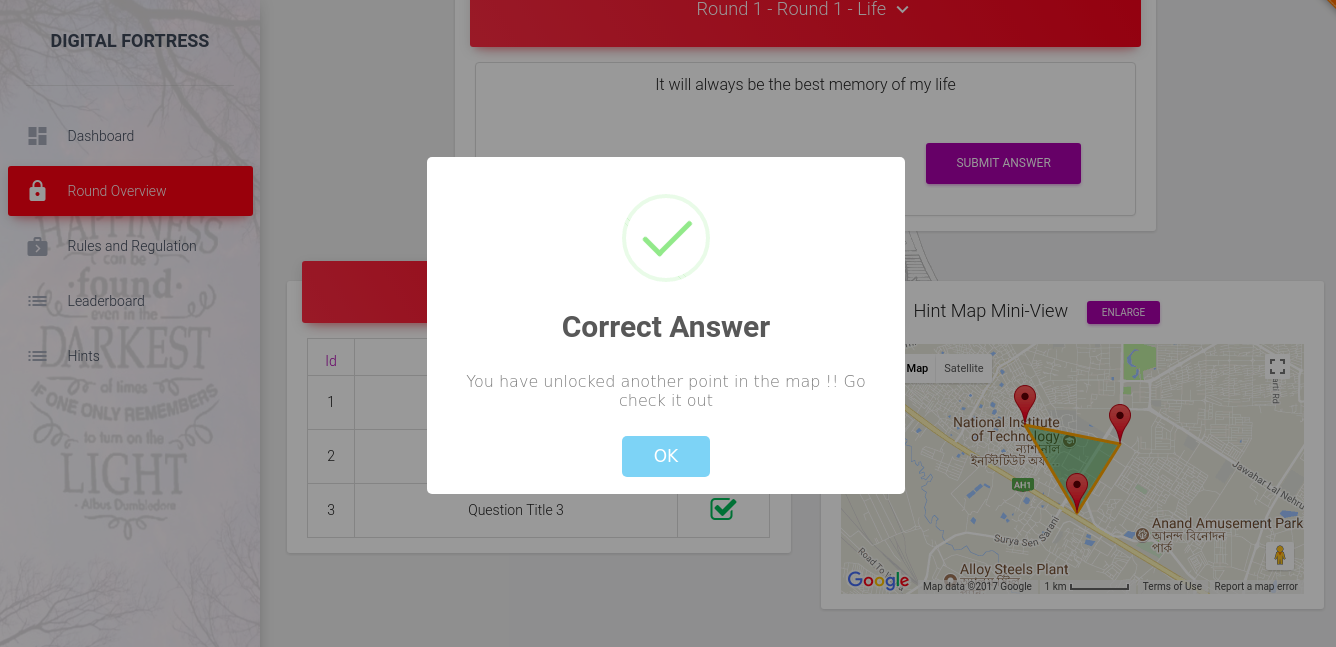 DIGITAL FORTRESS
Dashboard
Round Overview
Rules and Regulation
Leaderboard
Hints
HAPPINESS
can be
found
even in the
DARKEST
of times
IF ONE ONLY REMEMBERS
to turn on the
LIGHT
- Albus Dumbledore
Round 1 - Round 1 - Life
It will always be the best memory of my life
SUBMIT ANSWER
Correct Answer
You have unlocked another point in the map !! Go
check it out
OK
Id
1
2
3
Question Title 3
Hint Map Mini-View
ENLARGE
Map
Satellite
National Institute
of Technology
ন্যাশনাল
ইনস্টিটিউট অফ...
AH1
Jawahar Lal Nehru
Surya Sen Sarani
Anand Amusement Park
আনন্দ বিনোদন
পার্ক
Alloy Steels Plant
Google
Map data ©2017 Google
1 km
Terms of Use
Report a map error